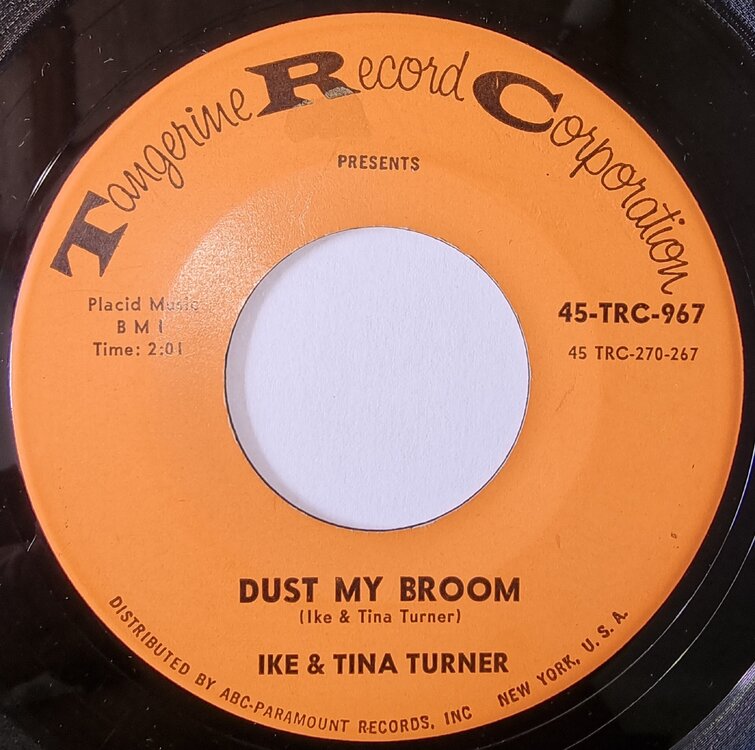 Tangerine Record Corporation
PRESENTS
Placid Music
BMI
Time: 2:01
45-TRC-967
45 TRC-270-267
DUST MY BROOM
(Ike & Tina Turner)
IKE & TINA TURNER
DISTRIBUTED BY ABC-PARAMOUNT RECORDS, INC NEW YORK, U. S. A.